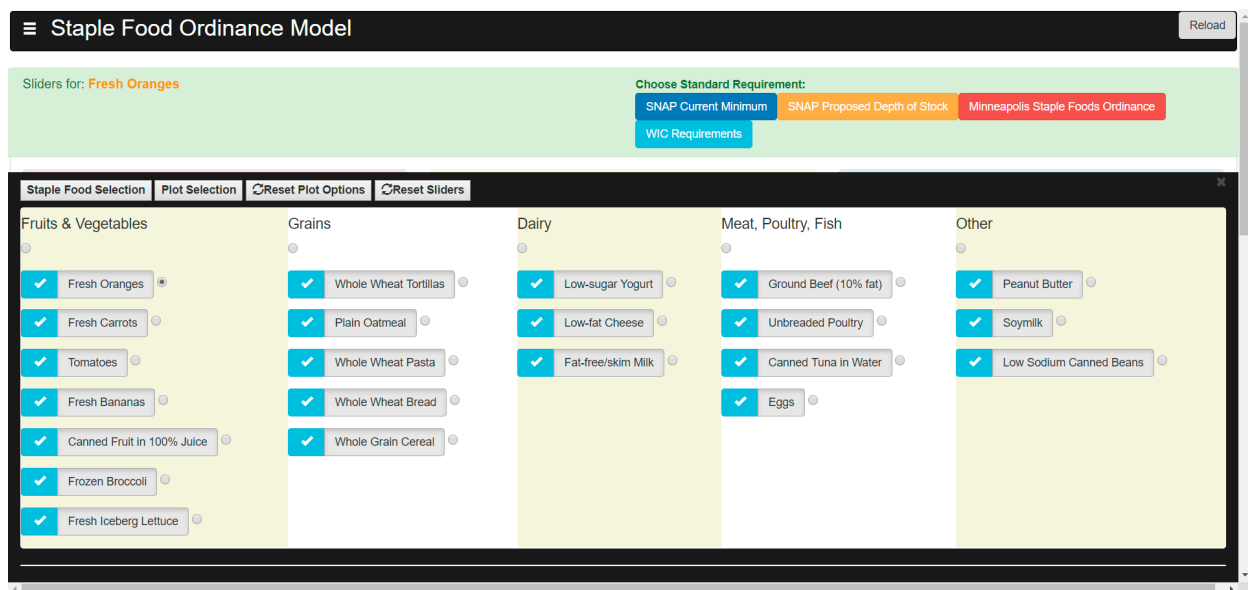 ≡ Staple Food Ordinance Model
Reload
Sliders for: Fresh Oranges
Choose Standard Requirement:
SNAP Current Minimum SNAP Proposed Depth of Stock Minneapolis Staple Foods Ordinance
WIC Requirements
Staple Food Selection Plot Selection Reset Plot Options Reset Sliders
Fruits & Vegetables Grains Dairy Meat, Poultry, Fish Other
Fresh Oranges Whole Wheat Tortillas Low-sugar Yogurt Ground Beef (10% fat) Peanut Butter
Fresh Carrots Plain Oatmeal Low-fat Cheese Unbreaded Poultry Soymilk
Tomatoes Whole Wheat Pasta Fat-free/skim Milk Canned Tuna in Water Low Sodium Canned Beans
Fresh Bananas Whole Wheat Bread Eggs
Canned Fruit in 100% Juice Whole Grain Cereal
Frozen Broccoli
Fresh Iceberg Lettuce